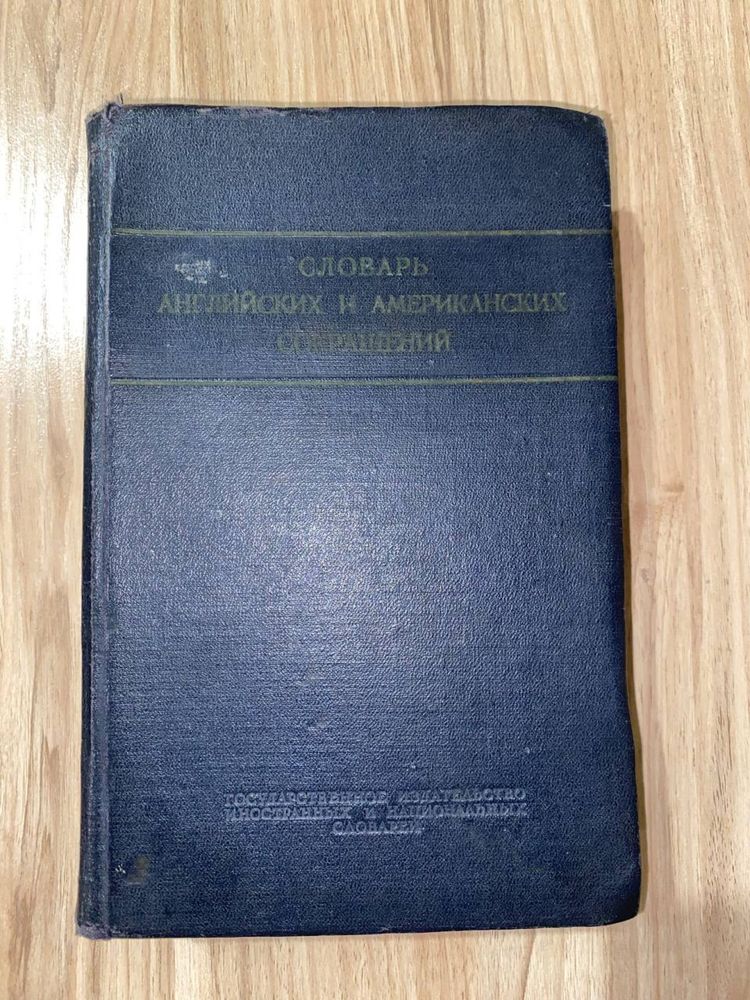 СЛОВАРЬ
АНГЛИЙСКИХ И АМЕРИКАНСКИХ
СОКРАЩЕНИЙ
ГОСУДАРСТВЕННОЕ ИЗДАТЕЛЬСТВО
ИНОСТРАННЫХ И НАЦИОНАЛЬНЫХ
СЛОВАРЕЙ